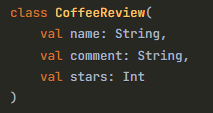 class CoffeeReview(
    val name: String,
    val comment: String,
    val stars: Int
)